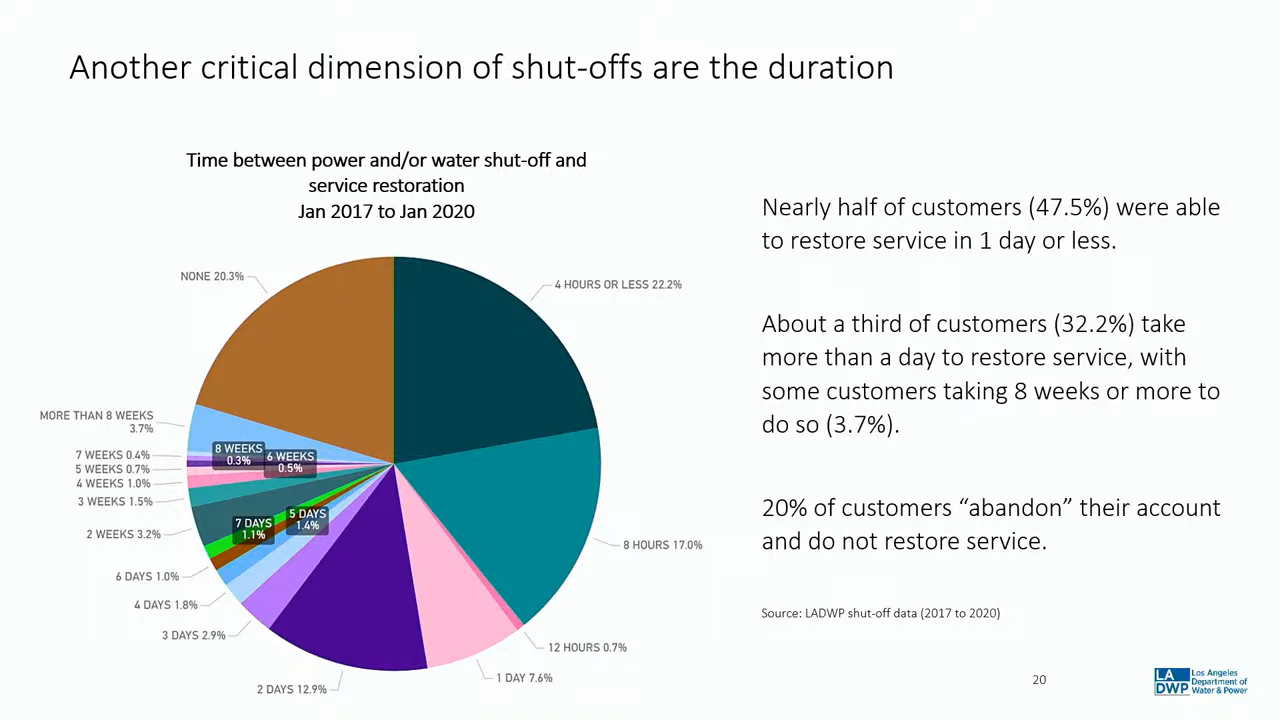 Another critical dimension of shut-offs are the duration
Time between power and/or water shut-off and
service restoration
Jan 2017 to Jan 2020
NONE 20.3%
4 HOURS OR LESS 22.2%
MORE THAN 8 WEEKS
3.7%
8 WEEKS
0.3%
6 WEEKS
0.5%
7 WEEKS 0.4%
5 WEEKS 0.7%
4 WEEKS 1.0%
3 WEEKS 1.5%
2 WEEKS 3.2%
7 DAYS
1.1%
5 DAYS
1.4%
6 DAYS 1.0%
4 DAYS 1.8%
3 DAYS 2.9%
2 DAYS 12.9%
1 DAY 7.6%
12 HOURS 0.7%
8 HOURS 17.0%
Nearly half of customers (47.5%) were able
to restore service in 1 day or less.
About a third of customers (32.2%) take
more than a day to restore service, with
some customers taking 8 weeks or more to
do so (3.7%).
20% of customers “abandon” their account
and do not restore service.
Source: LADWP shut-off data (2017 to 2020)
20
LA
DWP
Los Angeles
Department of
Water & Power